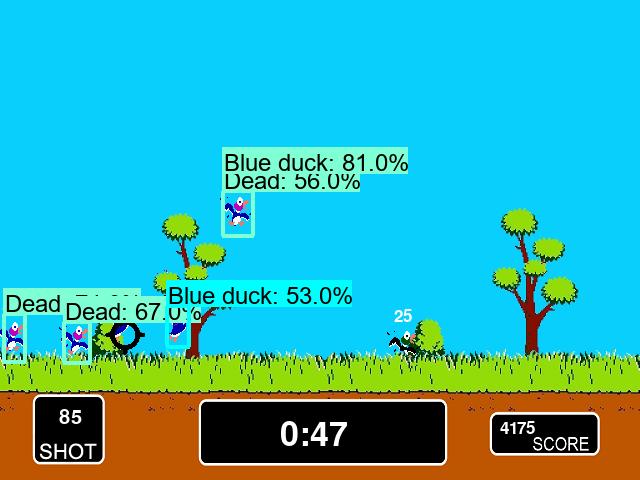 Blue duck: 81.0%
Dead: 56.0%
Blue duck: 53.0%
Dead
Dead: 67.0%
25
85
SHOT
0:47
4175
SCORE